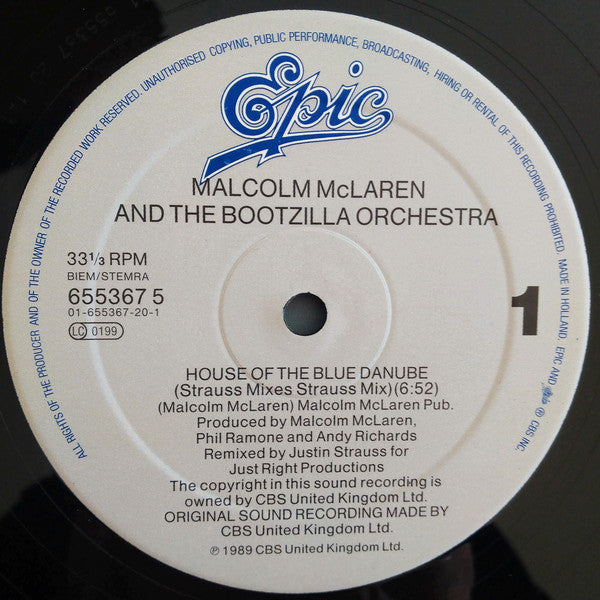 ALL RIGHTS OF THE PRODUCER AND OF THE OWNER OF THE RECORDED WORK RESERVED. UNAUTHORISED COPYING, PUBLIC PERFORMANCE, BROADCASTING, HIRING OR RENTAL OF THIS RECORDING PROHIBITED. MADE IN HOLLAND. EPIC AND Epic ® CBS INC.
Epic
MALCOLM McLAREN
AND THE BOOTZILLA ORCHESTRA
33⅓ RPM
BIEM/STEMRA
655367 5
01-655367-20-1
LC 0199
1
HOUSE OF THE BLUE DANUBE
(Strauss Mixes Strauss Mix)(6:52)
(Malcolm McLaren) Malcolm McLaren Pub.
Produced by Malcolm McLaren,
Phil Ramone and Andy Richards
Remixed by Justin Strauss for
Just Right Productions
The copyright in this sound recording is
owned by CBS United Kingdom Ltd.
ORIGINAL SOUND RECORDING MADE BY
CBS United Kingdom Ltd.
℗ 1989 CBS United Kingdom Ltd.